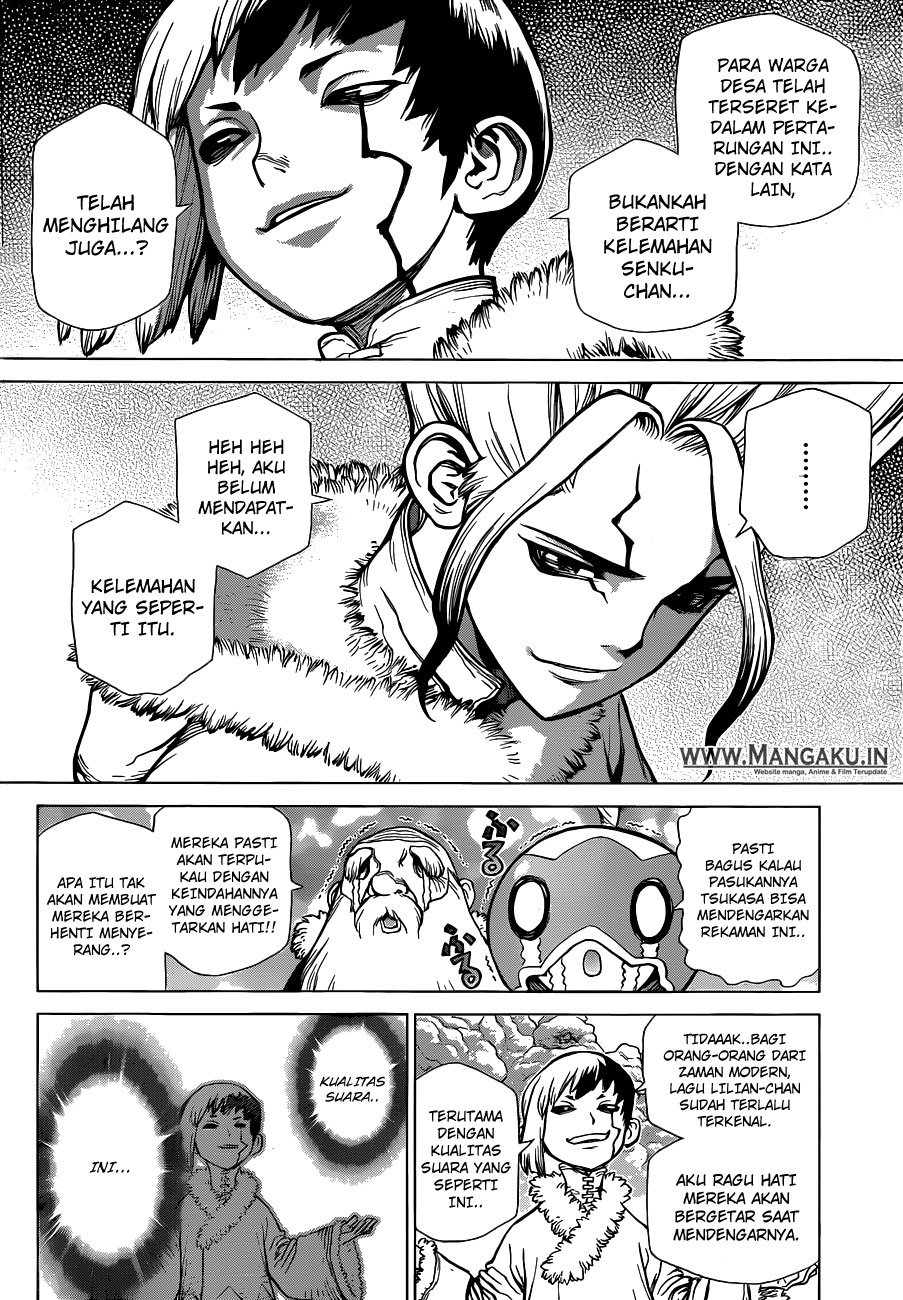 PARA WARGA
DESA TELAH
TERSERET KE-
DALAM PERTA-
RUNGAN INI..
DENGAN KATA
LAIN,
BUKANKAH
BERARTI
KELEMAHAN
SENKU-
CHAN...
TELAH
MENGHILANG
JUGA...?
........
HEH HEH
HEH, AKU
BELUM
MENDAPAT-
KAN...
KELEMAHAN
YANG SEPER-
TI ITU.
WWW.MANGAKU.IN
Website manga, Anime & Film Terupdate
PASTI
BAGUS KALAU
PASUKANNYA
TSUKASA BISA
MENDENGARKAN
REKAMAN INI..
ぶる
ぶる
MEREKA PASTI
AKAN TERPU-
KAU DENGAN
KEINDAHANNYA
YANG MENGGE-
TARKAN HATI!!
APA ITU TAK
AKAN MEMBUAT
MEREKA BER-
HENTI MENYE-
RANG..?
TIDAAAK..BAGI
ORANG-ORANG DARI
ZAMAN MODERN,
LAGU LILIAN-CHAN
SUDAH TERLALU
TERKENAL.
AKU RAGU HATI
MEREKA AKAN
BERGETAR SAAT
MENDENGARNYA.
TERUTAMA
DENGAN
KUALITAS
SUARA YANG
SEPERTI
INI..
KUALITAS
SUARA..
INI...